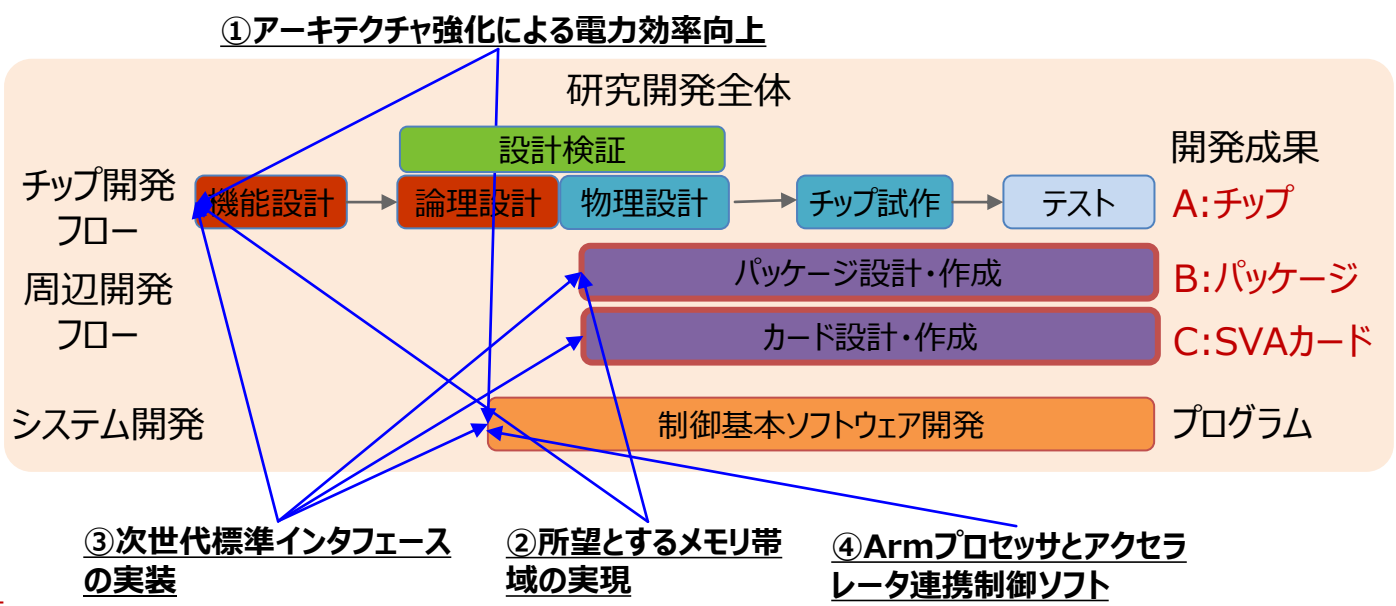 ①アーキテクチャ強化による電力効率向上
研究開発全体
設計検証
開発成果
チップ開発
フロー
機能設計
論理設計
物理設計
チップ試作
テスト
A:チップ
周辺開発
フロー
パッケージ設計・作成
B:パッケージ
カード設計・作成
C:SVAカード
システム開発
制御基本ソフトウェア開発
プログラム
③次世代標準インタフェース
の実装
②所望とするメモリ帯
域の実現
④Armプロセッサとアクセラ
レータ連携制御ソフト